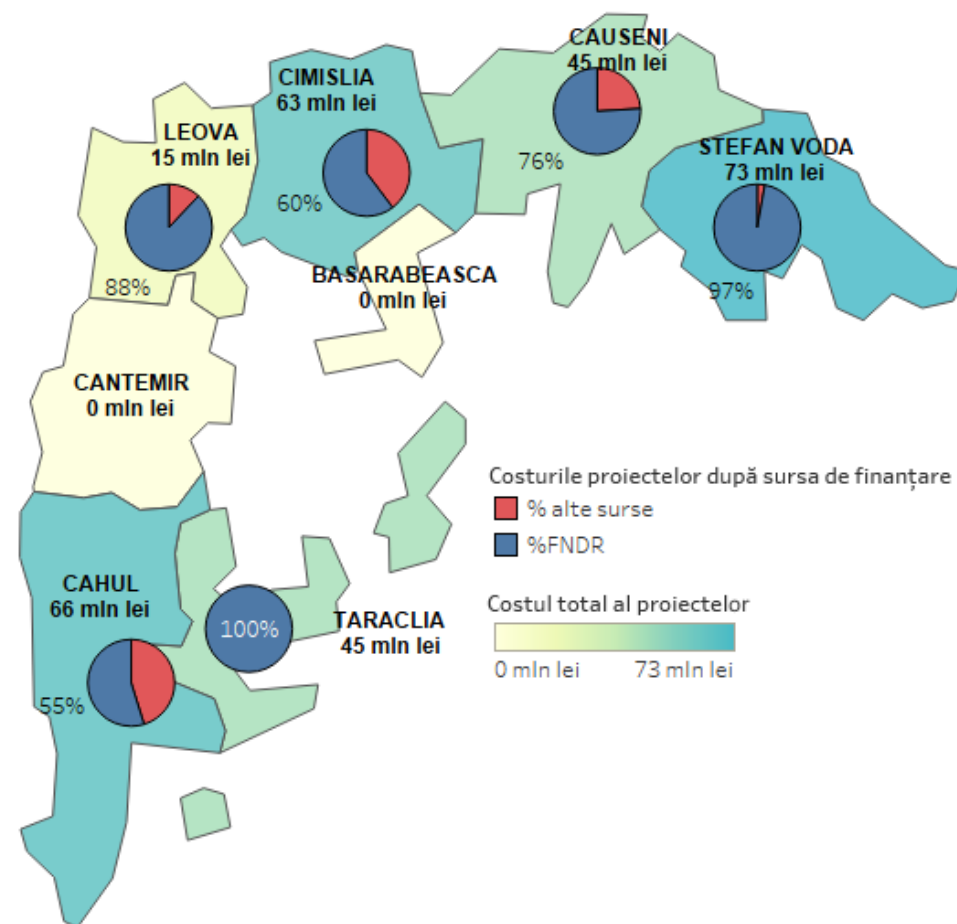 CAUSENI
45 mln lei
76%
CIMISLIA
63 mln lei
60%
LEOVA
15 mln lei
88%
STEFAN VODA
73 mln lei
97%
BASARABEASCA
0 mln lei
CANTEMIR
0 mln lei
CAHUL
66 mln lei
55%
100%
TARACLIA
45 mln lei
Costurile proiectelor după sursa de finanțare
% alte surse
%FNDR
Costul total al proiectelor
0 mln lei 73 mln lei